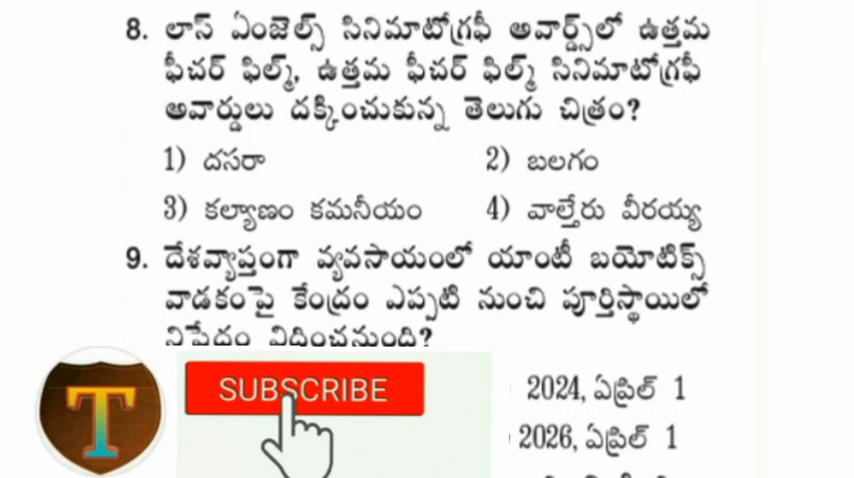 8. లాస్ ఏంజెల్స్ సినిమాటోగ్రఫీ అవార్డ్స్‌లో ఉత్తమ
ఫీచర్ ఫిల్మ్, ఉత్తమ ఫీచర్ ఫిల్మ్ సినిమాటోగ్రఫీ
అవార్డులు దక్కించుకున్న తెలుగు చిత్రం?
1) దసరా 2) బలగం
3) కల్యాణం కమనీయం 4) వాల్తేరు వీరయ్య
9. దేశవ్యాప్తంగా వ్యవసాయంలో యాంటీ బయోటిక్స్
వాడకంపై కేంద్రం ఎప్పటి నుంచి పూర్తిస్థాయిలో
నిషేధం విధించనుంది?
2024, ఏప్రిల్ 1
2026, ఏప్రిల్ 1
T
SUBSCRIBE